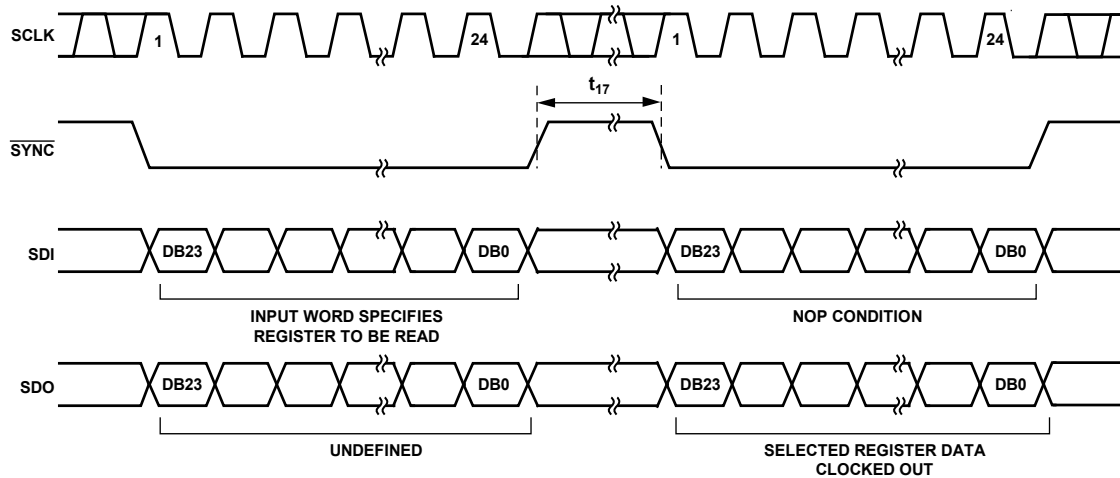 SCLK
1
24
1
24
t17
SYNC
SDI
DB23
DB0
DB23
DB0
INPUT WORD SPECIFIES
REGISTER TO BE READ
NOP CONDITION
SDO
DB23
DB0
DB23
DB0
UNDEFINED
SELECTED REGISTER DATA
CLOCKED OUT